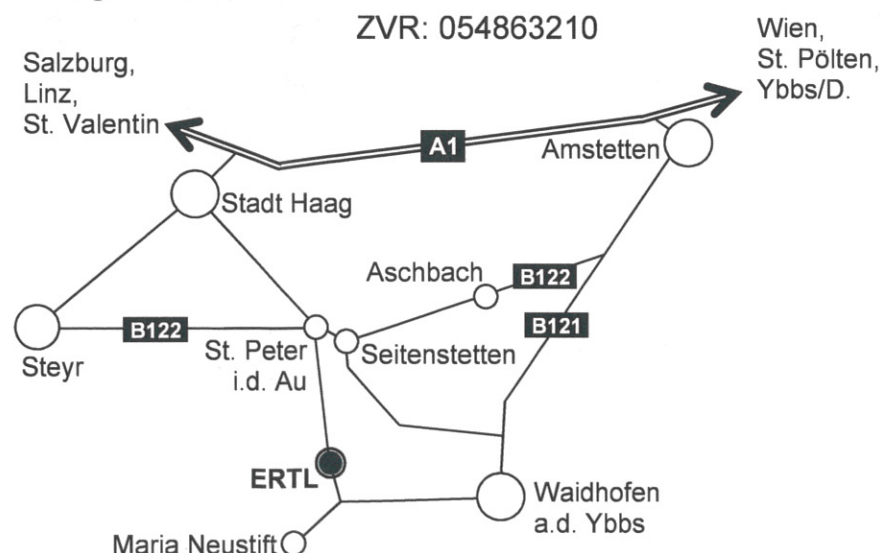 ZVR: 054863210
Salzburg,
Linz,
St. Valentin
Wien,
St. Pölten,
Ybbs/D.
A1
Amstetten
Stadt Haag
Aschbach
B122
B122
B121
Steyr
St. Peter
i.d. Au
Seitenstetten
ERTL
Waidhofen
a.d. Ybbs
Maria Neustift